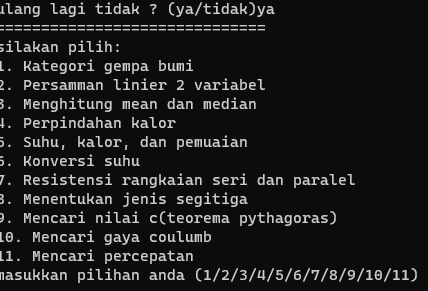 ulang lagi tidak ? (ya/tidak)ya
==============================
silakan pilih:
1. Kategori gempa bumi
2. Persamman linier 2 variabel
3. Menghitung mean dan median
4. Perpindahan kalor
5. Suhu, kalor, dan pemuaian
6. Konversi suhu
7. Resistensi rangkaian seri dan paralel
8. Menentukan jenis segitiga
9. Mencari nilai c(teorema pythagoras)
10. Mencari gaya coulumb
11. Mencari percepatan
masukkan pilihan anda (1/2/3/4/5/6/7/8/9/10/11)